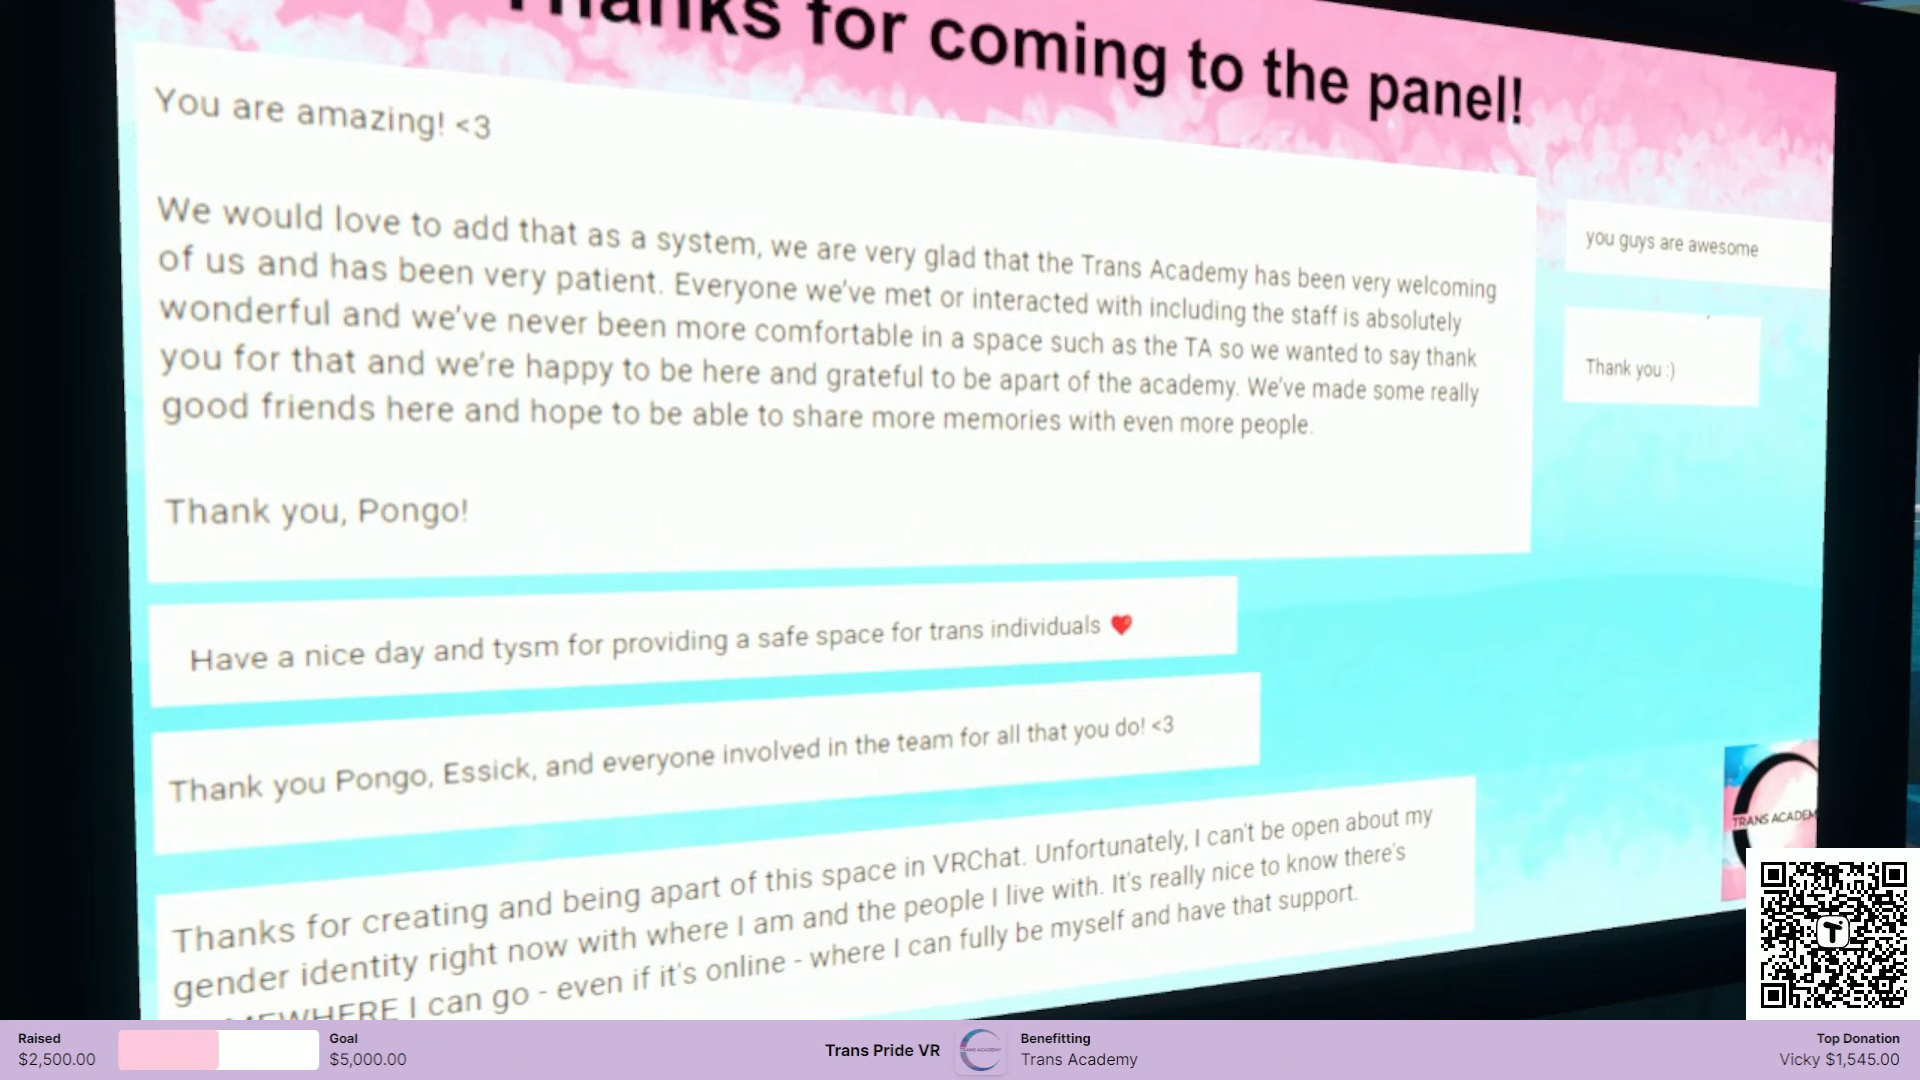 Thanks for coming to the panel!
You are amazing! <3
We would love to add that as a system, we are very glad that the Trans Academy has been very welcoming
of us and has been very patient. Everyone we've met or interacted with including the staff is absolutely
wonderful and we've never been more comfortable in a space such as the TA so we wanted to say thank
you for that and we're happy to be here and grateful to be apart of the academy. We've made some really
good friends here and hope to be able to share more memories with even more people.
Thank you, Pongo!
you guys are awesome
Thank you :)
Have a nice day and tysm for providing a safe space for trans individuals ❤️
Thank you Pongo, Essick, and everyone involved in the team for all that you do! <3
Thanks for creating and being apart of this space in VRChat. Unfortunately, I can't be open about my
gender identity right now with where I am and the people I live with. It's really nice to know there's
I can go - even if it's online - where I can fully be myself and have that support.
TRANS ACADEM
Raised
$2,500.00
Goal
$5,000.00
Trans Pride VR
TRANS ACADEMY
Benefitting
Trans Academy
Top Donation
Vicky $1,545.00